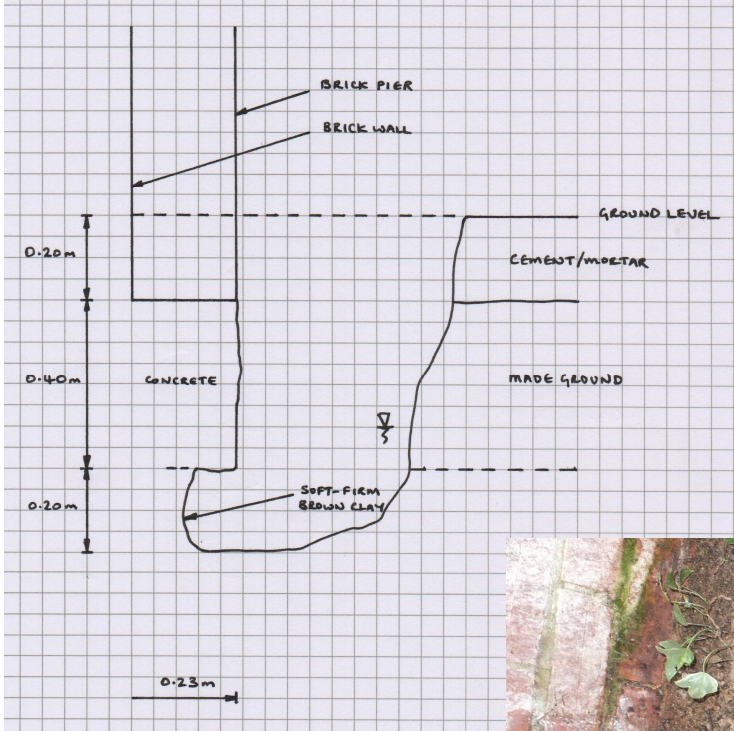 BRICK PIER
BRICK WALL
GROUND LEVEL
0.20m
CEMENT/MORTAR
0.40m
CONCRETE
MADE GROUND
0.20m
SOFT-FIRM
BROWN CLAY
0.23m